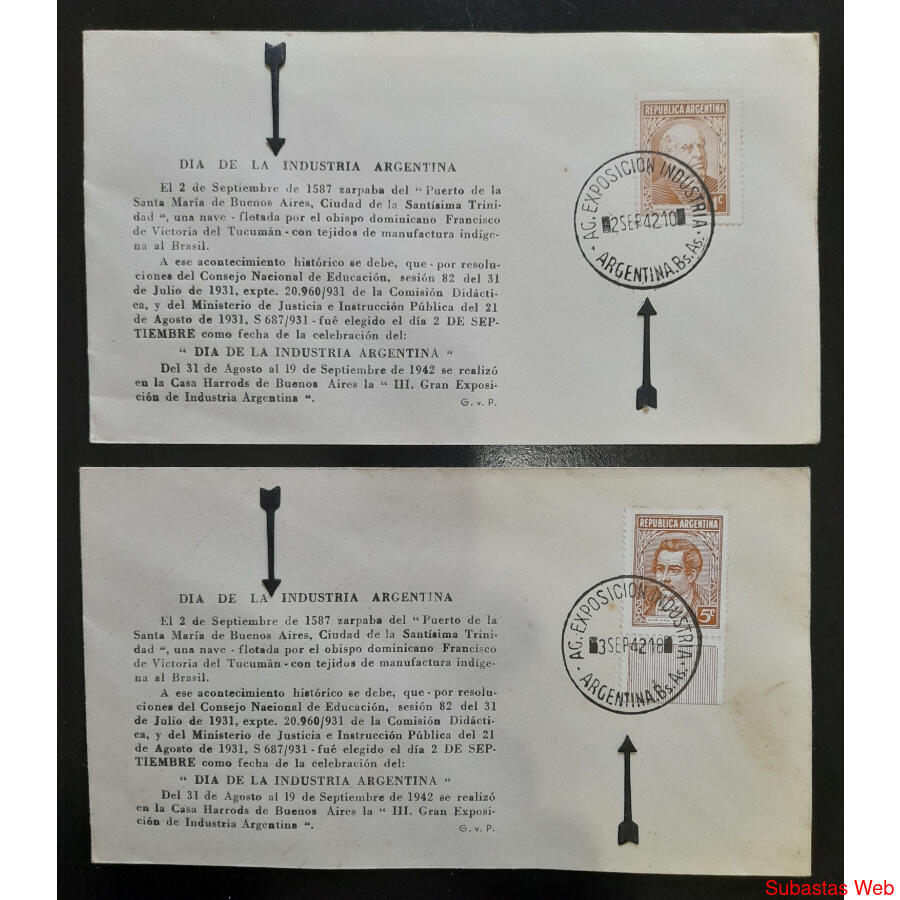 DIA DE LA INDUSTRIA ARGENTINA
El 2 de Septiembre de 1587 zarpaba del " Puerto de la
Santa María de Buenos Aires, Ciudad de la Santísima Trini-
dad ", una nave - fletada por el obispo dominicano Francisco
de Victoria del Tucumán - con tejidos de manufactura indíge-
na al Brasil.
A ese acontecimiento histórico se debe, que - por resolu-
ciones del Consejo Nacional de Educación, sesión 82 del 31
de Julio de 1931, expte. 20.960/931 de la Comisión Didácti-
ca, y del Ministerio de Justicia e Instrucción Pública del 21
de Agosto de 1931, S 687/931 - fué elegido el día 2 DE SEP-
TIEMBRE como fecha de la celebración del:
" DIA DE LA INDUSTRIA ARGENTINA "
Del 31 de Agosto al 19 de Septiembre de 1942 se realizó
en la Casa Harrods de Buenos Aires la " III. Gran Exposi-
ción de Industria Argentina ".
G. v. P.
REPUBLICA ARGENTINA
1c
AG. EXPOSICION INDUSTRIA
2SEP4210
ARGENTINA. Bs. As.
DIA DE LA INDUSTRIA ARGENTINA
El 2 de Septiembre de 1587 zarpaba del " Puerto de la
Santa María de Buenos Aires, Ciudad de la Santísima Trini-
dad ", una nave - fletada por el obispo dominicano Francisco
de Victoria del Tucumán - con tejidos de manufactura indíge-
na al Brasil.
A ese acontecimiento histórico se debe, que - por resolu-
ciones del Consejo Nacional de Educación, sesión 82 del 31
de Julio de 1931, expte. 20.960/931 de la Comisión Didácti-
ca, y del Ministerio de Justicia e Instrucción Pública del 21
de Agosto de 1931, S 687/931 - fué elegido el día 2 DE SEP-
TIEMBRE como fecha de la celebración del:
" DIA DE LA INDUSTRIA ARGENTINA "
Del 31 de Agosto al 19 de Septiembre de 1942 se realizó
en la Casa Harrods de Buenos Aires la " III. Gran Exposi-
ción de Industria Argentina ".
G. v. P.
REPUBLICA ARGENTINA
5c
AG. EXPOSICION INDUSTRIA
3SEP4218
ARGENTINA. Bs. As.
Subastas Web